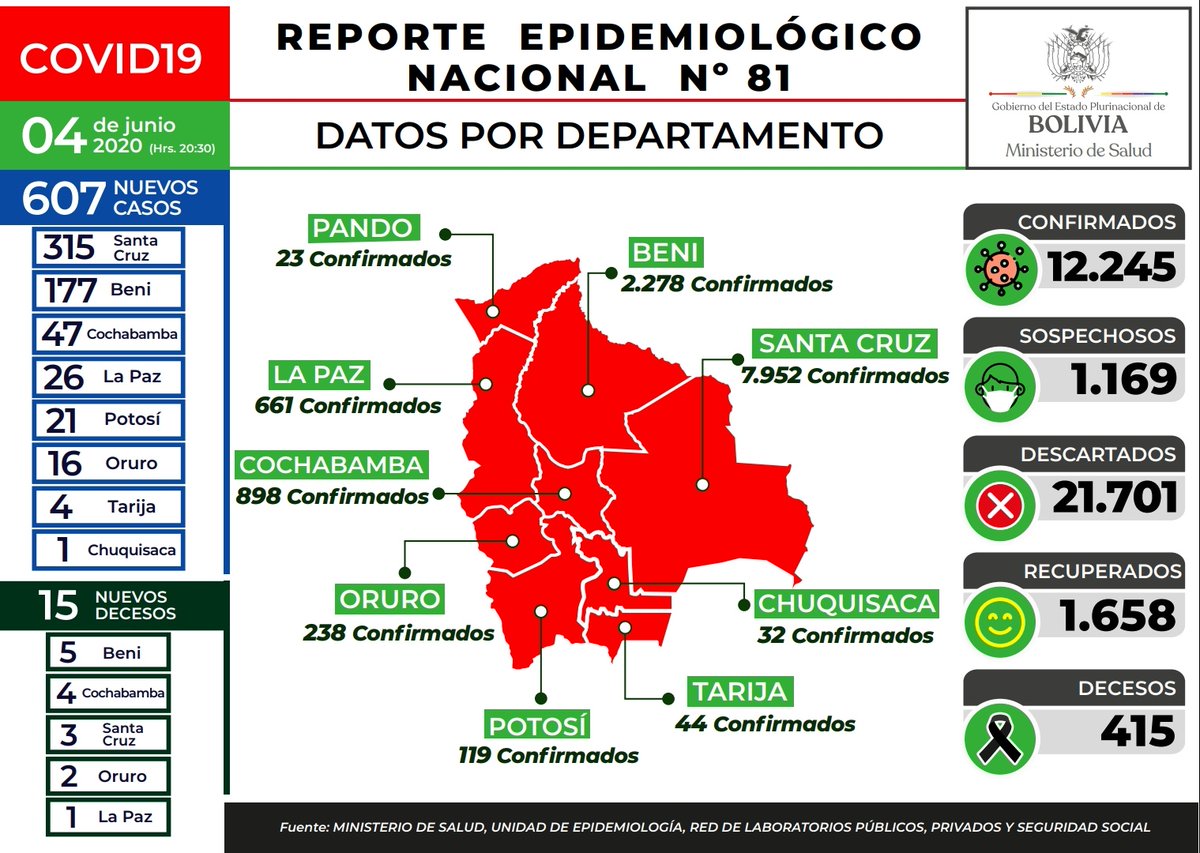 COVID19
REPORTE EPIDEMIOLÓGICO
NACIONAL Nº 81
Gobierno del Estado Plurinacional de
BOLIVIA
Ministerio de Salud
04 de junio
2020 (Hrs. 20:30)
DATOS POR DEPARTAMENTO
607 NUEVOS
CASOS
315 Santa
Cruz
177 Beni
47 Cochabamba
26 La Paz
21 Potosí
16 Oruro
4 Tarija
1 Chuquisaca
15 NUEVOS
DECESOS
5 Beni
4 Cochabamba
3 Santa
Cruz
2 Oruro
1 La Paz
PANDO
23 Confirmados
BENI
2.278 Confirmados
SANTA CRUZ
7.952 Confirmados
LA PAZ
661 Confirmados
COCHABAMBA
898 Confirmados
ORURO
238 Confirmados
CHUQUISACA
32 Confirmados
TARIJA
44 Confirmados
POTOSÍ
119 Confirmados
CONFIRMADOS
12.245
SOSPECHOSOS
1.169
DESCARTADOS
21.701
RECUPERADOS
1.658
DECESOS
415
Fuente: MINISTERIO DE SALUD, UNIDAD DE EPIDEMIOLOGÍA, RED DE LABORATORIOS PÚBLICOS, PRIVADOS Y SEGURIDAD SOCIAL